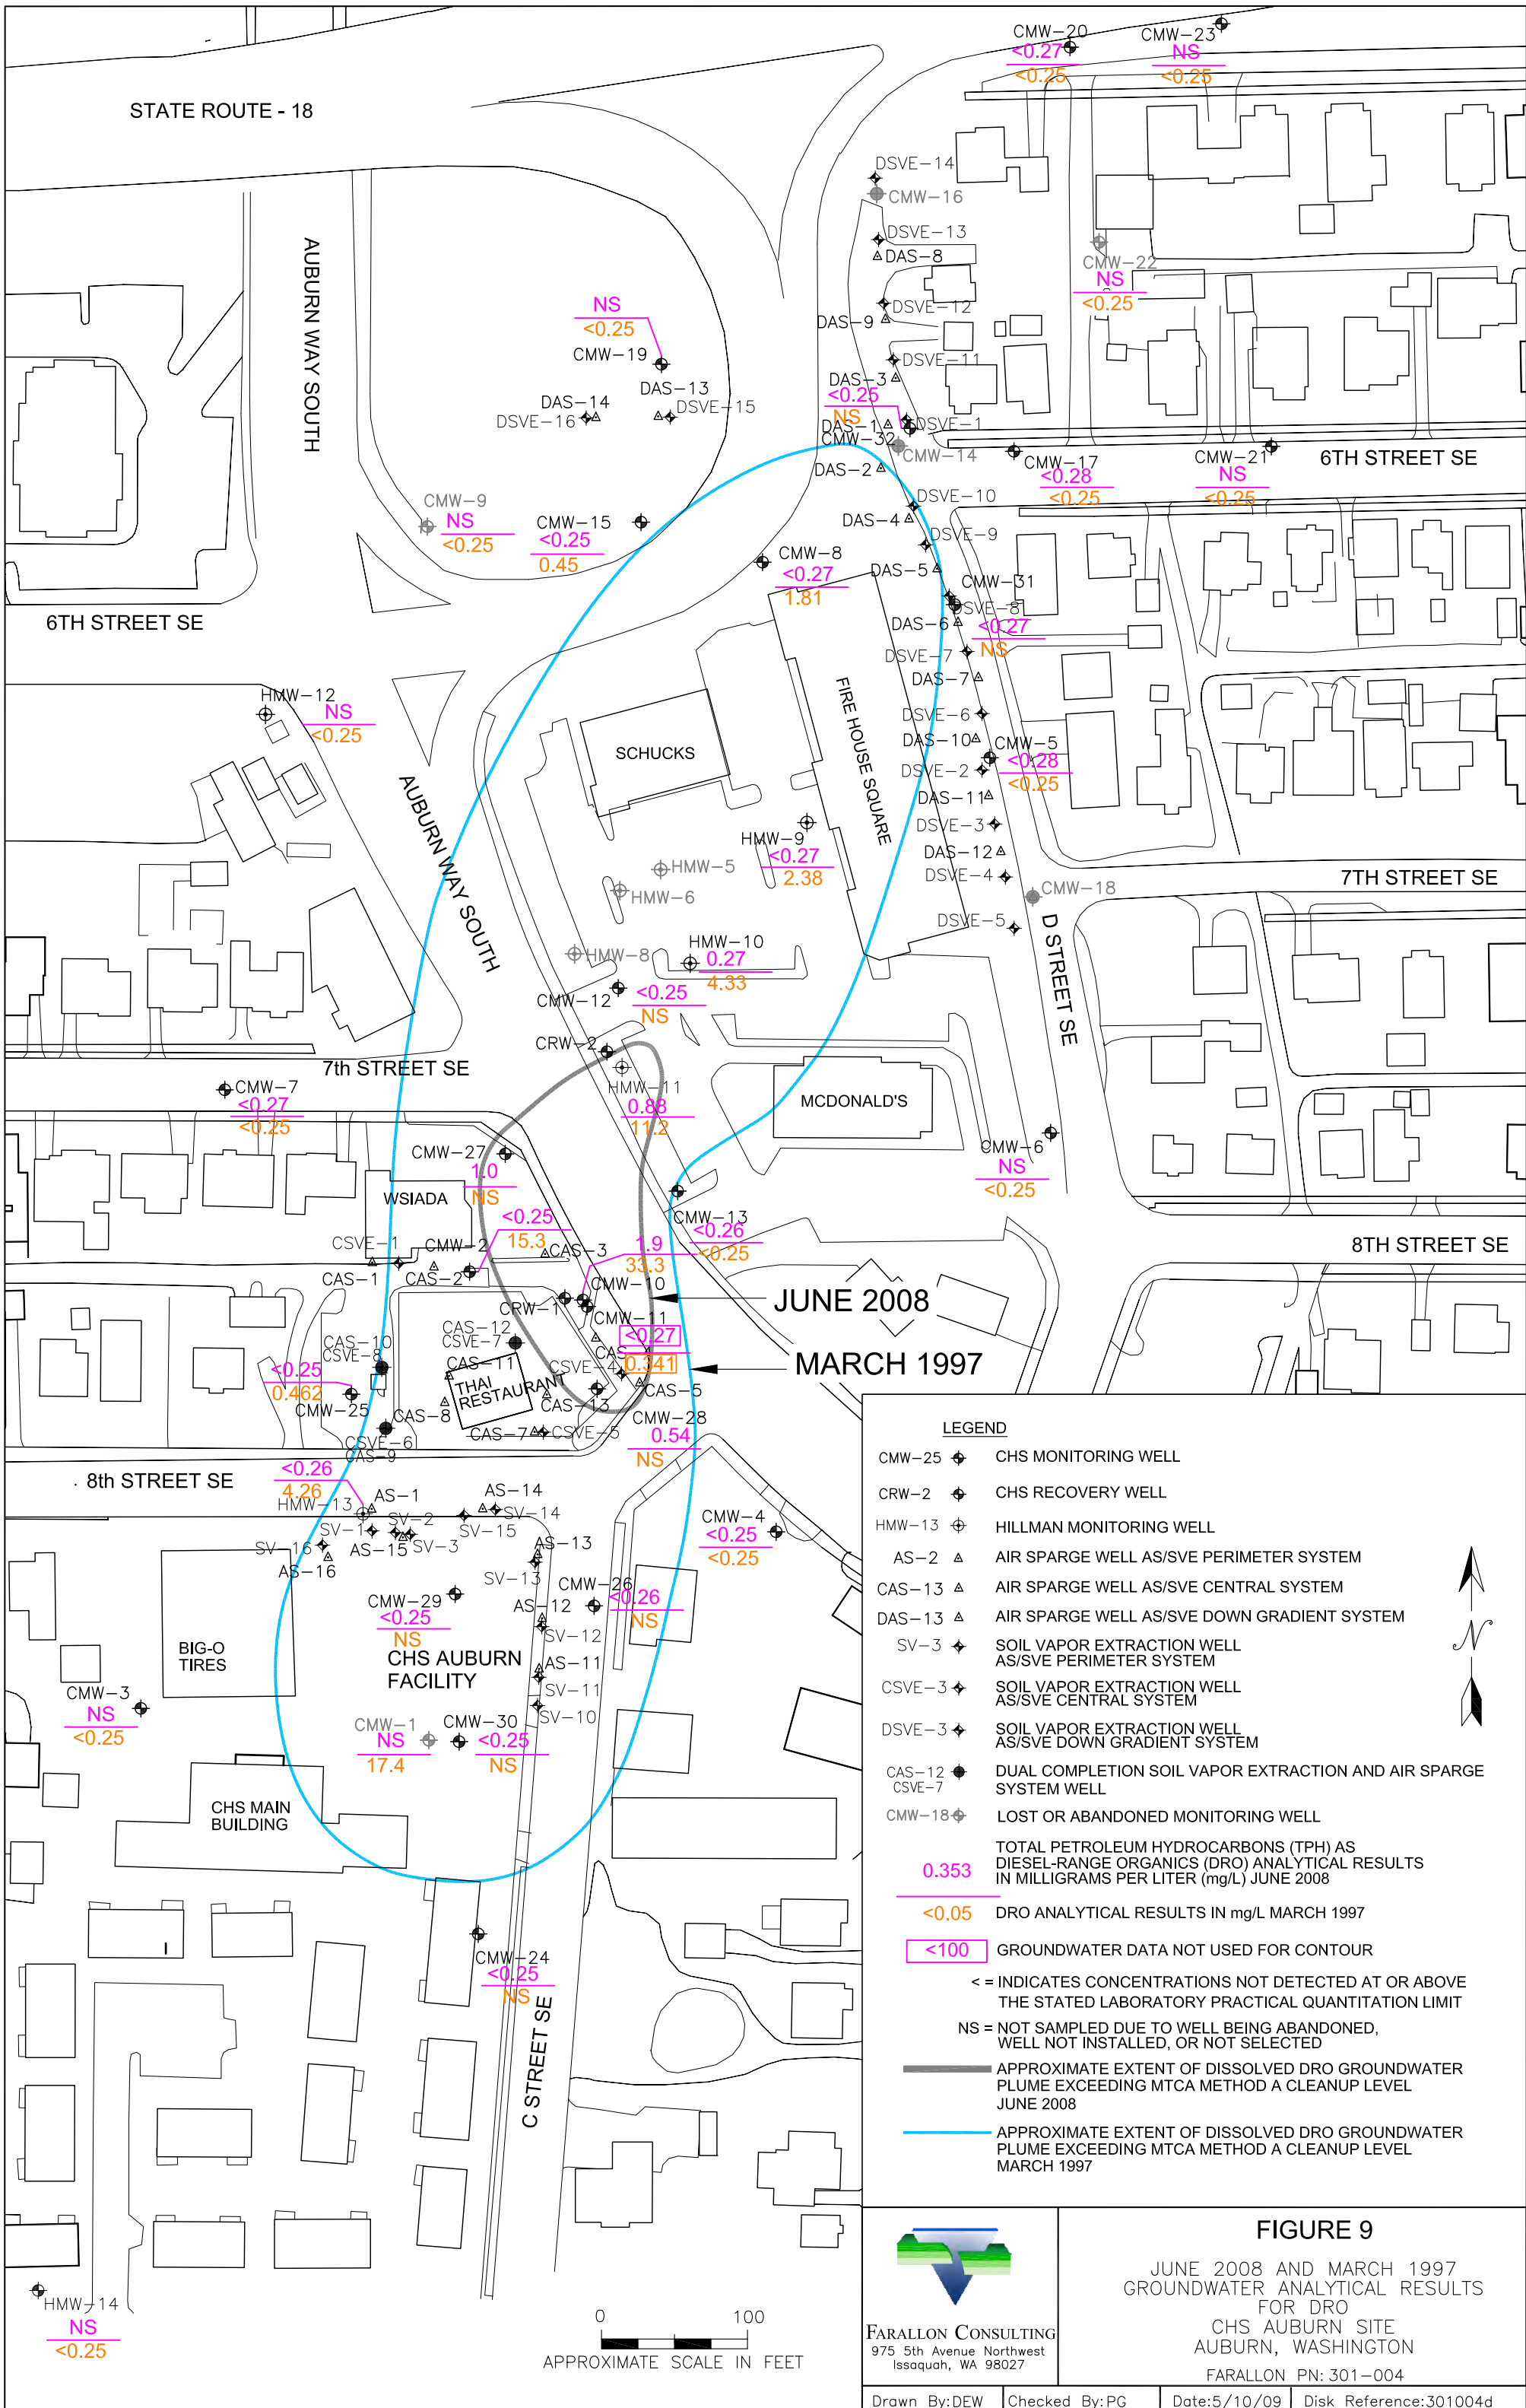 STATE ROUTE - 18
CMW-20
<0.27
<0.25
CMW-23
NS
<0.25
DSVE-14
CMW-16
DSVE-13
DAS-8
CMW-22
NS
<0.25
AUBURN WAY SOUTH
DSVE-12
DAS-9
NS
<0.25
CMW-19
DSVE-11
DAS-3
DAS-13
DAS-14
DSVE-15
DSVE-16
<0.25
NS
DAS-1
DSVE-1
CMW-32
CMW-14
DAS-2
CMW-17
<0.28
<0.25
CMW-21
NS
<0.25
6TH STREET SE
CMW-9
NS
<0.25
CMW-15
<0.25
0.45
DSVE-10
DAS-4
DSVE-9
CMW-8
<0.27
1.81
DAS-5
CMW-31
DSVE-8
DAS-6
<0.27
NS
6TH STREET SE
DSVE-7
DAS-7
HMW-12
NS
<0.25
FIRE HOUSE SQUARE
DSVE-6
DAS-10
CMW-5
<0.28
<0.25
SCHUCKS
DSVE-2
DAS-11
AUBURN WAY SOUTH
DSVE-3
HMW-9
<0.27
2.38
DAS-12
HMW-5
DSVE-4
7TH STREET SE
HMW-6
CMW-18
DSVE-5
D STREET SE
HMW-8
HMW-10
0.27
4.33
CMW-12
<0.25
NS
CRW-2
7th STREET SE
HMW-11
0.88
11.2
CMW-7
<0.27
<0.25
MCDONALD'S
CMW-6
NS
<0.25
CMW-27
1.0
NS
WSIADA
<0.25
15.3
CMW-13
<0.26
<0.25
CSVE-1
CMW-2
CAS-3
1.9
33.3
8TH STREET SE
CAS-1
CAS-2
CMW-10
CRW-1
JUNE 2008
CMW-11
<0.27
0.341
CAS-12
CSVE-7
CAS-10
CSVE-8
CAS
CSVE-4
MARCH 1997
CAS-11
<0.25
0.462
CMW-25
THAI
RESTAURANT
CAS-5
CAS-13
CAS-8
CMW-28
0.54
NS
CAS-7
CSVE-5
CSVE-6
CAS-9
8th STREET SE
<0.26
4.26
HMW-13
AS-1
AS-14
SV-14
SV-15
SV-1
SV-2
SV-3
AS-15
SV-16
AS-16
AS-13
SV-13
CMW-4
<0.25
<0.25
CMW-29
<0.25
NS
CMW-26
<0.26
NS
AS-12
SV-12
BIG-O
TIRES
CHS AUBURN
FACILITY
AS-11
SV-11
SV-10
CMW-3
NS
<0.25
CMW-1
NS
17.4
CMW-30
<0.25
NS
CHS MAIN
BUILDING
CMW-24
<0.25
NS
C STREET SE
HMW-14
NS
<0.25
0 100
APPROXIMATE SCALE IN FEET
LEGEND
CMW-25 CHS MONITORING WELL
CRW-2 CHS RECOVERY WELL
HMW-13 HILLMAN MONITORING WELL
AS-2 AIR SPARGE WELL AS/SVE PERIMETER SYSTEM
CAS-13 AIR SPARGE WELL AS/SVE CENTRAL SYSTEM
DAS-13 AIR SPARGE WELL AS/SVE DOWN GRADIENT SYSTEM
SV-3 SOIL VAPOR EXTRACTION WELL
AS/SVE PERIMETER SYSTEM
CSVE-3 SOIL VAPOR EXTRACTION WELL
AS/SVE CENTRAL SYSTEM
DSVE-3 SOIL VAPOR EXTRACTION WELL
AS/SVE DOWN GRADIENT SYSTEM
CAS-12 DUAL COMPLETION SOIL VAPOR EXTRACTION AND AIR SPARGE
CSVE-7 SYSTEM WELL
CMW-18 LOST OR ABANDONED MONITORING WELL
TOTAL PETROLEUM HYDROCARBONS (TPH) AS
0.353 DIESEL-RANGE ORGANICS (DRO) ANALYTICAL RESULTS
IN MILLIGRAMS PER LITER (mg/L) JUNE 2008
<0.05 DRO ANALYTICAL RESULTS IN mg/L MARCH 1997
<100 GROUNDWATER DATA NOT USED FOR CONTOUR
< = INDICATES CONCENTRATIONS NOT DETECTED AT OR ABOVE
THE STATED LABORATORY PRACTICAL QUANTITATION LIMIT
NS = NOT SAMPLED DUE TO WELL BEING ABANDONED,
WELL NOT INSTALLED, OR NOT SELECTED
APPROXIMATE EXTENT OF DISSOLVED DRO GROUNDWATER
PLUME EXCEEDING MTCA METHOD A CLEANUP LEVEL
JUNE 2008
APPROXIMATE EXTENT OF DISSOLVED DRO GROUNDWATER
PLUME EXCEEDING MTCA METHOD A CLEANUP LEVEL
MARCH 1997
N
FARALLON CONSULTING
975 5th Avenue Northwest
Issaquah, WA 98027
FIGURE 9
JUNE 2008 AND MARCH 1997
GROUNDWATER ANALYTICAL RESULTS
FOR DRO
CHS AUBURN SITE
AUBURN, WASHINGTON
FARALLON PN: 301-004
Drawn By:DEW Checked By:PG Date:5/10/09 Disk Reference:301004d